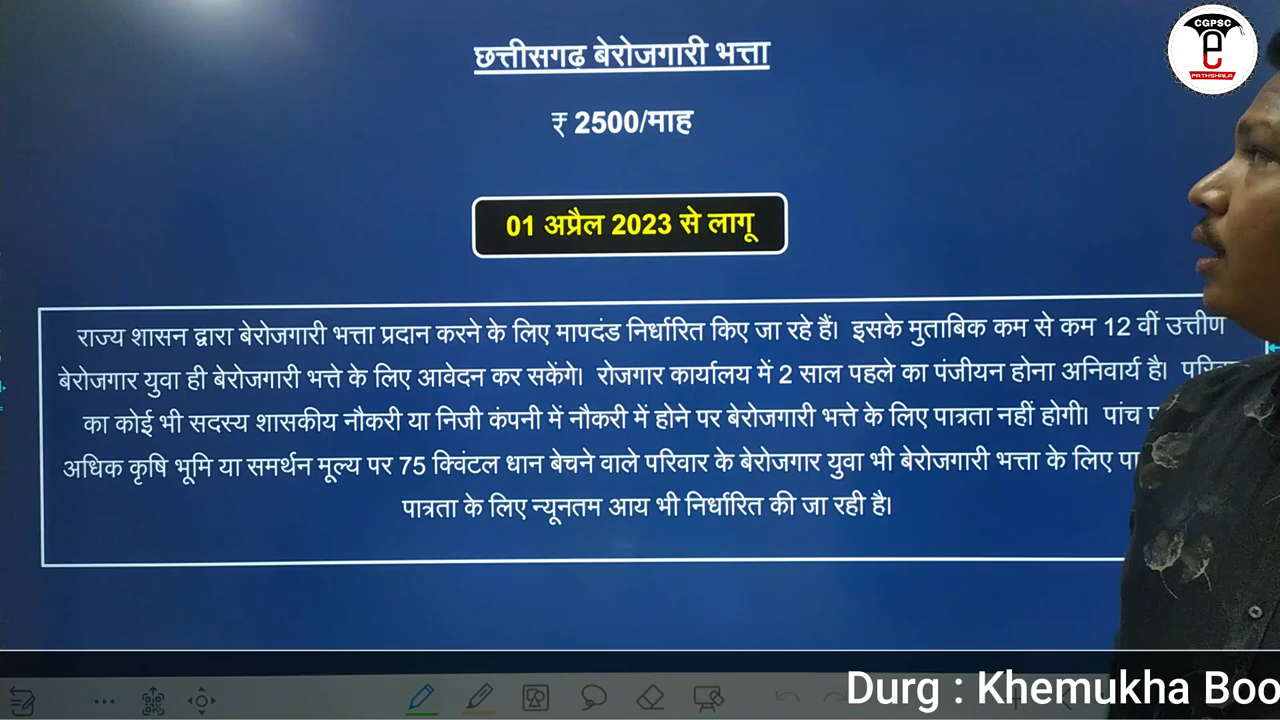 छत्तीसगढ़ बेरोजगारी भत्ता
₹ 2500/माह
01 अप्रैल 2023 से लागू
राज्य शासन द्वारा बेरोजगारी भत्ता प्रदान करने के लिए मापदंड निर्धारित किए जा रहे हैं। इसके मुताबिक कम से कम 12 वीं उत्तीर्ण
बेरोजगार युवा ही बेरोजगारी भत्ते के लिए आवेदन कर सकेंगे। रोजगार कार्यालय में 2 साल पहले का पंजीयन होना अनिवार्य है।
का कोई भी सदस्य शासकीय नौकरी या निजी कंपनी में नौकरी में होने पर बेरोजगारी भत्ते के लिए पात्रता नहीं होगी। पांच
अधिक कृषि भूमि या समर्थन मूल्य पर 75 क्विंटल धान बेचने वाले परिवार के बेरोजगार युवा भी बेरोजगारी भत्ता के लिए
पात्रता के लिए न्यूनतम आय भी निर्धारित की जा रही है।
CGPSC
e
PATHSHALA
Durg : Khemukha Boo